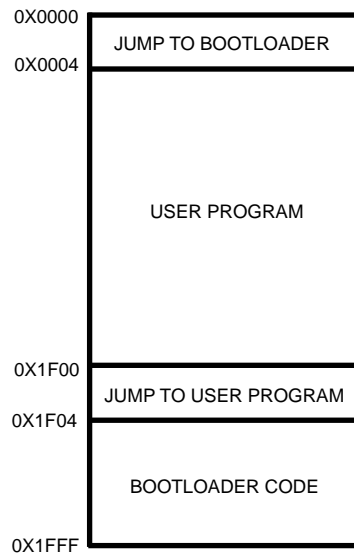 0X0000
JUMP TO BOOTLOADER
0X0004
USER PROGRAM
0X1F00
JUMP TO USER PROGRAM
0X1F04
BOOTLOADER CODE
0X1FFF